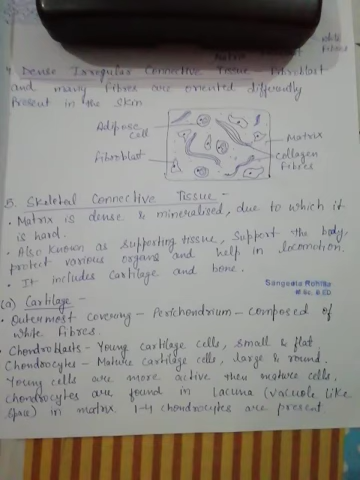 white
Matrix Fibres
4. Dense Irregular Connective Tissue - Fibroblast
and many Fibres are oriented differently
Present in the skin
Adipose cell
Matrix
Fibroblast
collagen Fibres
5. Skeletal Connective Tissue -
• Matrix is dense & mineralised, due to which it
is hard.
• Also known as supporting tissue, Support the body,
protect various organs and help in locomotion.
• It includes Cartilage and bone.
Sangeeta Rohilla
M.Sc, B.ED
(a) Cartilage -
• Outermost covering - Perichondrium - composed of
white Fibres.
• Chondroblasts - Young cartilage cells, small & flat.
Chondrocytes - Mature cartilage cells, large & round.
Young cells are more active then mature cells.
chondrocytes are found in Lacuna (vacuole like
space) in matrix. 1-4 chondrocytes are present